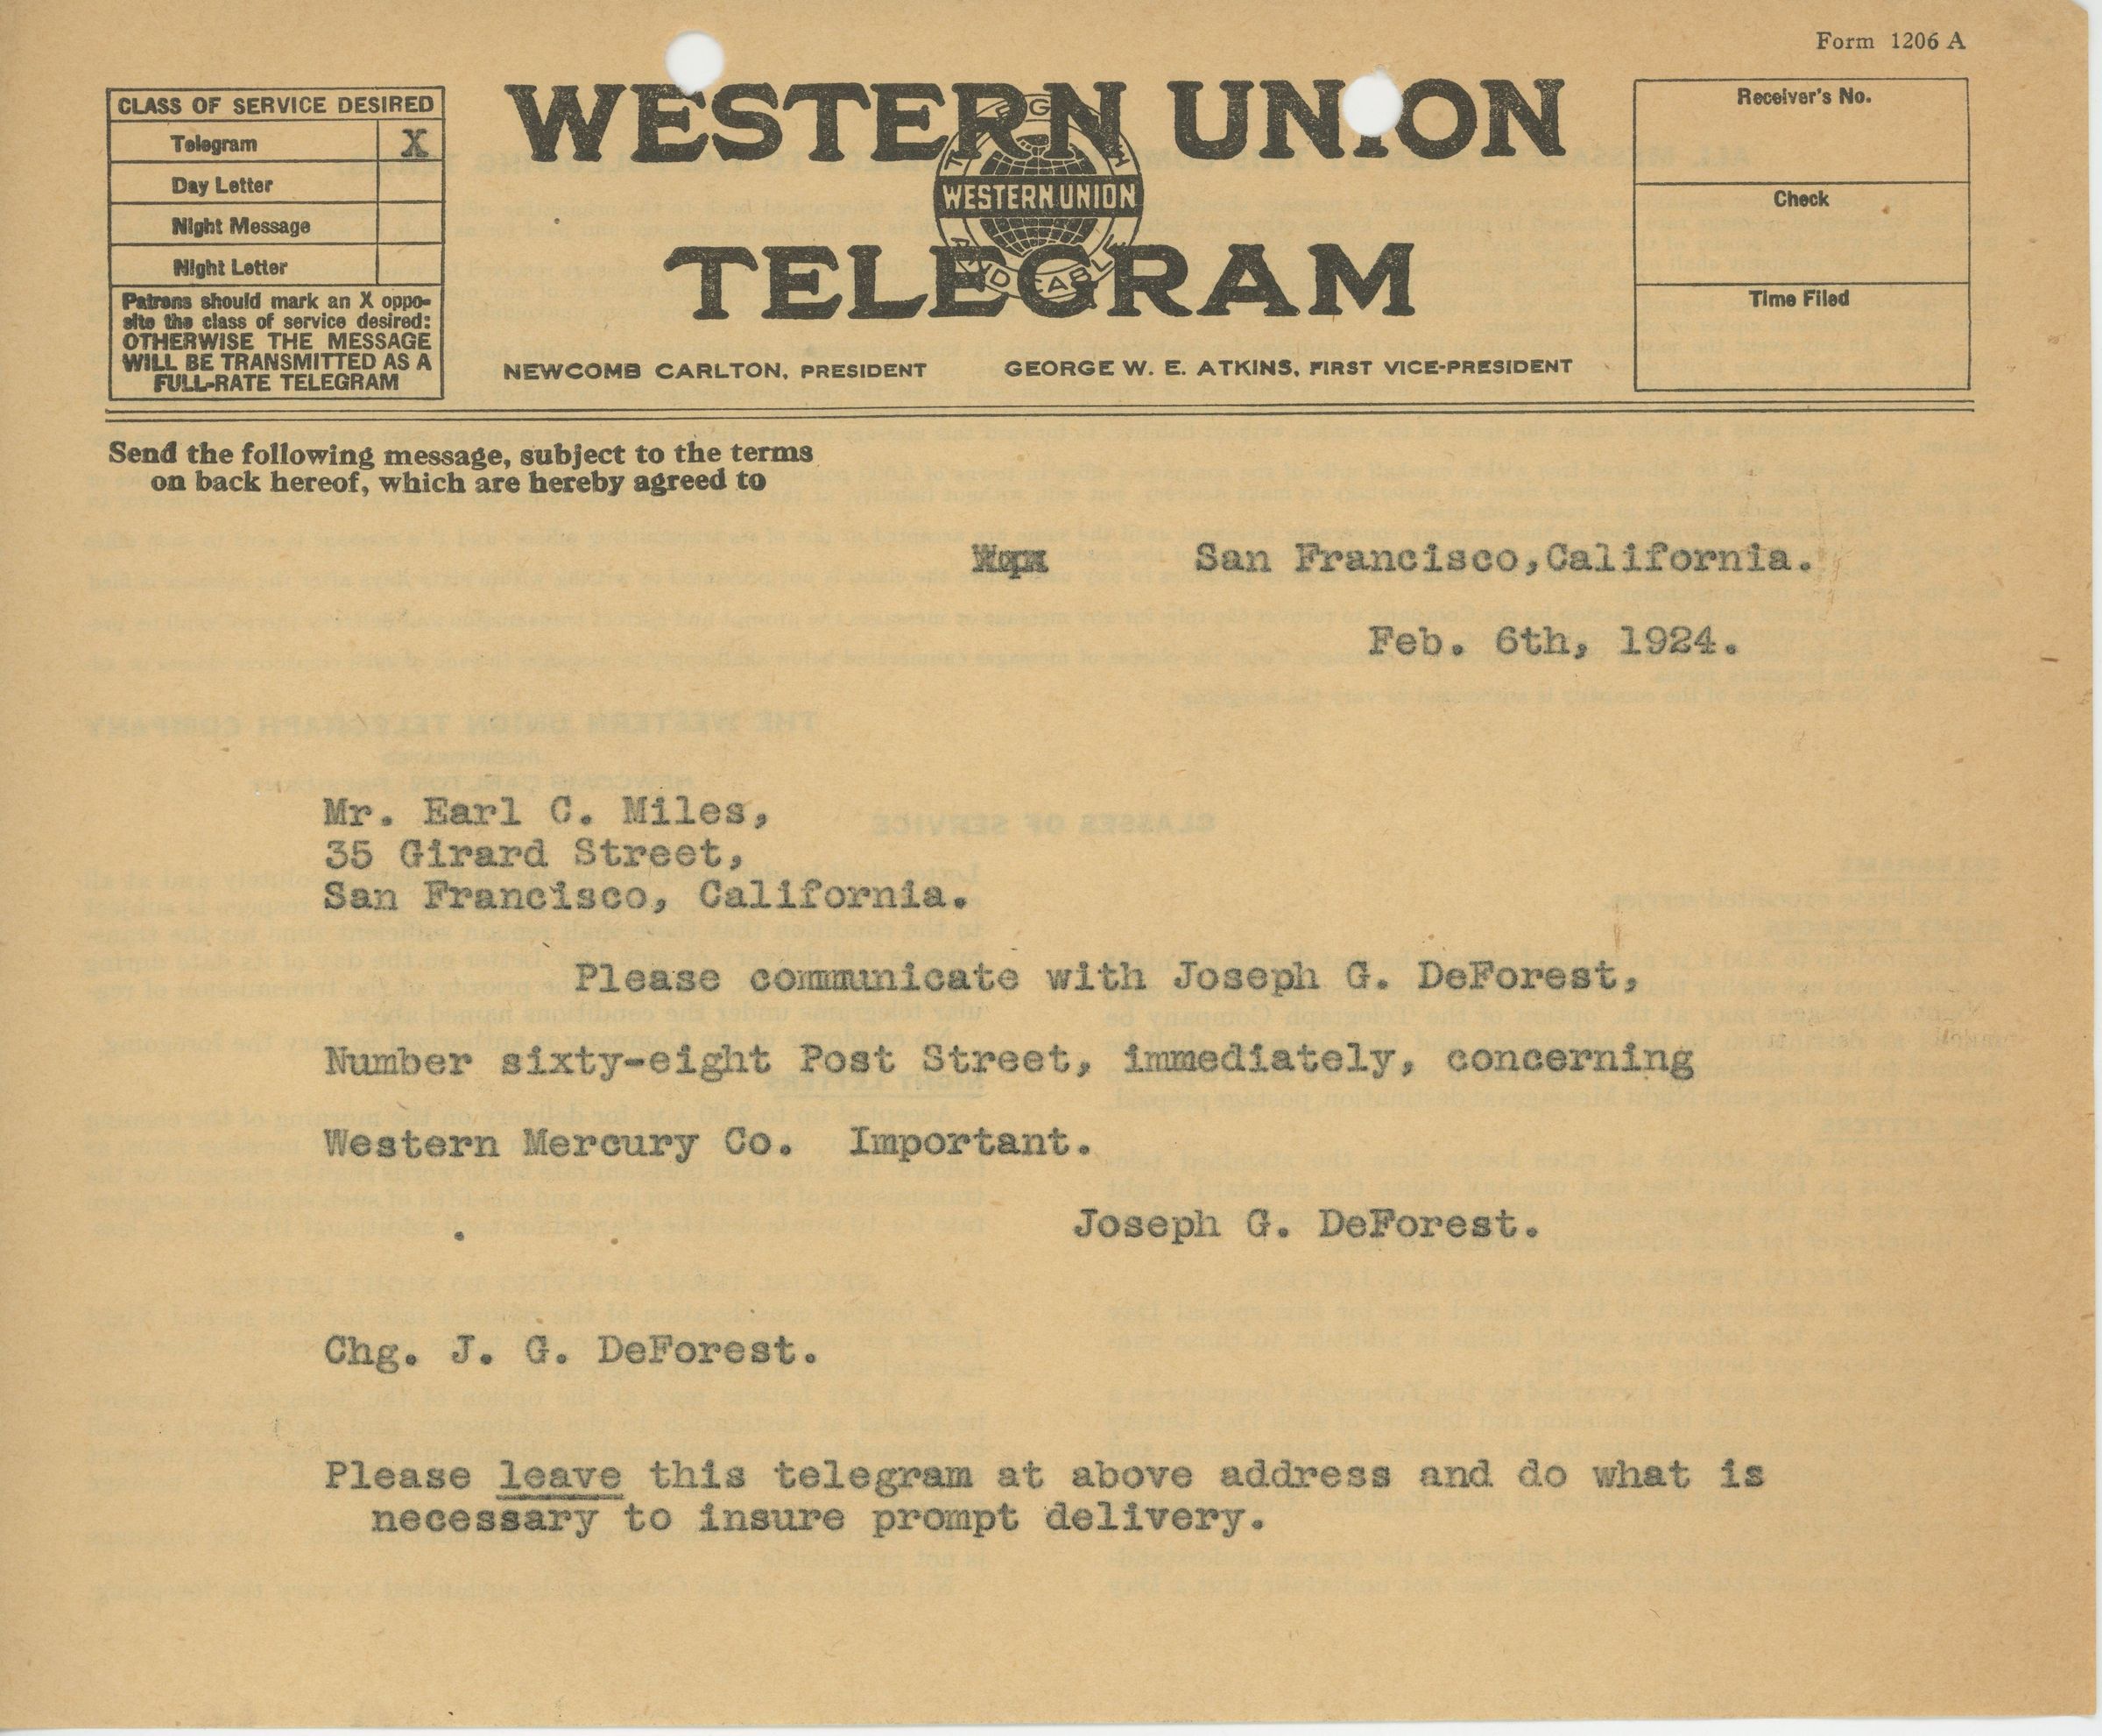 Form 1206 A
CLASS OF SERVICE DESIRED
Telegram X
Day Letter
Night Message
Night Letter
Patrons should mark an X oppo-
site the class of service desired:
OTHERWISE THE MESSAGE
WILL BE TRANSMITTED AS A
FULL-RATE TELEGRAM
WESTERN UNION
WESTERN UNION
TELEGRAM
NEWCOMB CARLTON, PRESIDENT GEORGE W. E. ATKINS, FIRST VICE-PRESIDENT
Receiver's No.
Check
Time Filed
Send the following message, subject to the terms
on back hereof, which are hereby agreed to
San Francisco,California.
Feb. 6th, 1924.
Mr. Earl C. Miles,
35 Girard Street,
San Francisco, California.
Please communicate with Joseph G. DeForest,
Number sixty-eight Post Street, immediately, concerning
Western Mercury Co. Important.
Joseph G. DeForest.
Chg. J. G. DeForest.
Please leave this telegram at above address and do what is
necessary to insure prompt delivery.